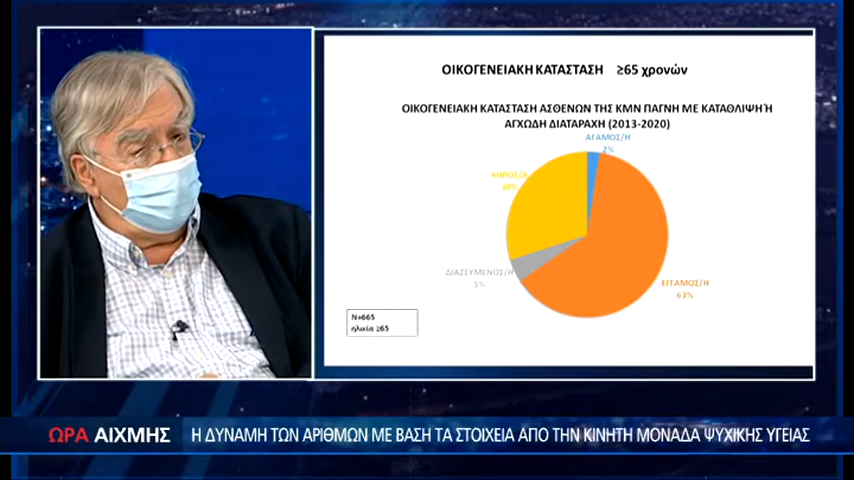 ΟΙΚΟΓΕΝΕΙΑΚΗ ΚΑΤΑΣΤΑΣΗ ≥65 χρονών
ΟΙΚΟΓΕΝΕΙΑΚΗ ΚΑΤΑΣΤΑΣΗ ΑΣΘΕΝΩΝ ΤΗΣ ΚΜΝ ΠΑΓΝΗ ΜΕ ΚΑΤΑΘΛΙΨΗ Ή
ΑΓΧΩΔΗ ΔΙΑΤΑΡΑΧΗ (2013-2020)
ΑΓΑΜΟΣ/Η
2%
ΧΗΡΟΣ/Α
30%
ΔΙΑΖΕΥΜΕΝΟΣ/Η
5%
ΕΓΓΑΜΟΣ/Η
63%
Ν=665
ηλικία ≥65
ΩΡΑ ΑΙΧΜΗΣ Η ΔΥΝΑΜΗ ΤΩΝ ΑΡΙΘΜΩΝ ΜΕ ΒΑΣΗ ΤΑ ΣΤΟΙΧΕΙΑ ΑΠΟ ΤΗΝ ΚΙΝΗΤΗ ΜΟΝΑΔΑ ΨΥΧΙΚΗΣ ΥΓΕΙΑΣ